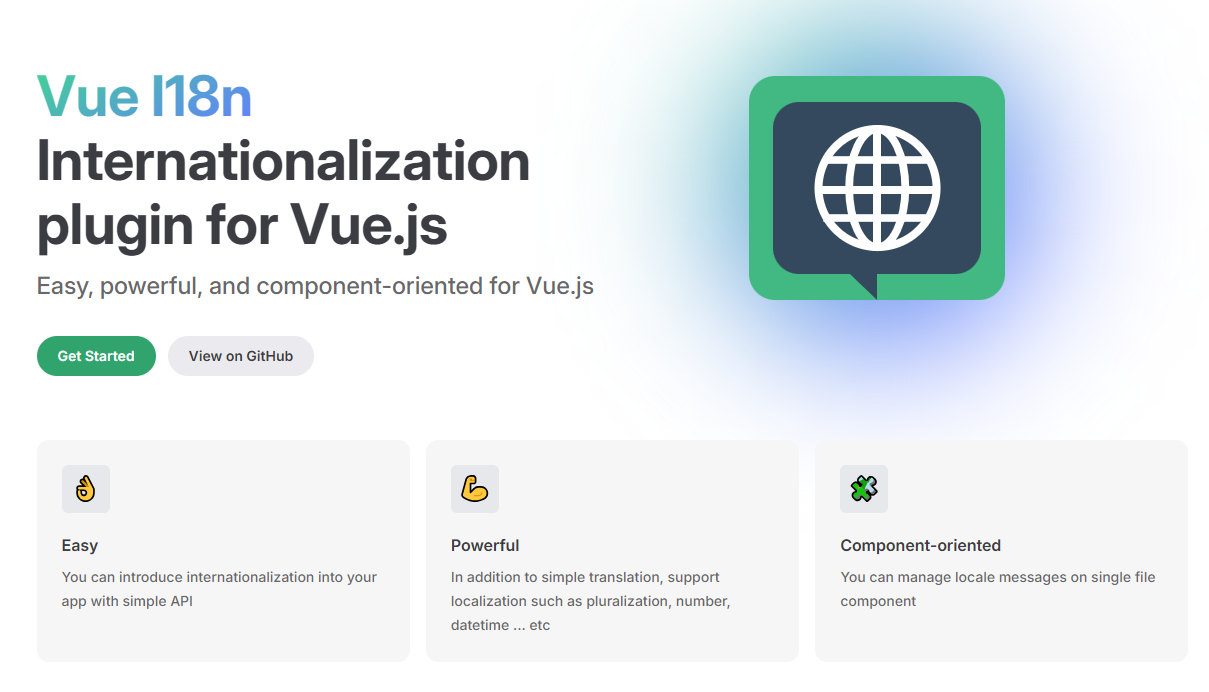 Vue I18n
Internationalization
plugin for Vue.js
Easy, powerful, and component-oriented for Vue.js
Get Started
View on GitHub
Easy
You can introduce internationalization into your
app with simple API
Powerful
In addition to simple translation, support
localization such as pluralization, number,
datetime ... etc
Component-oriented
You can manage locale messages on single file
component